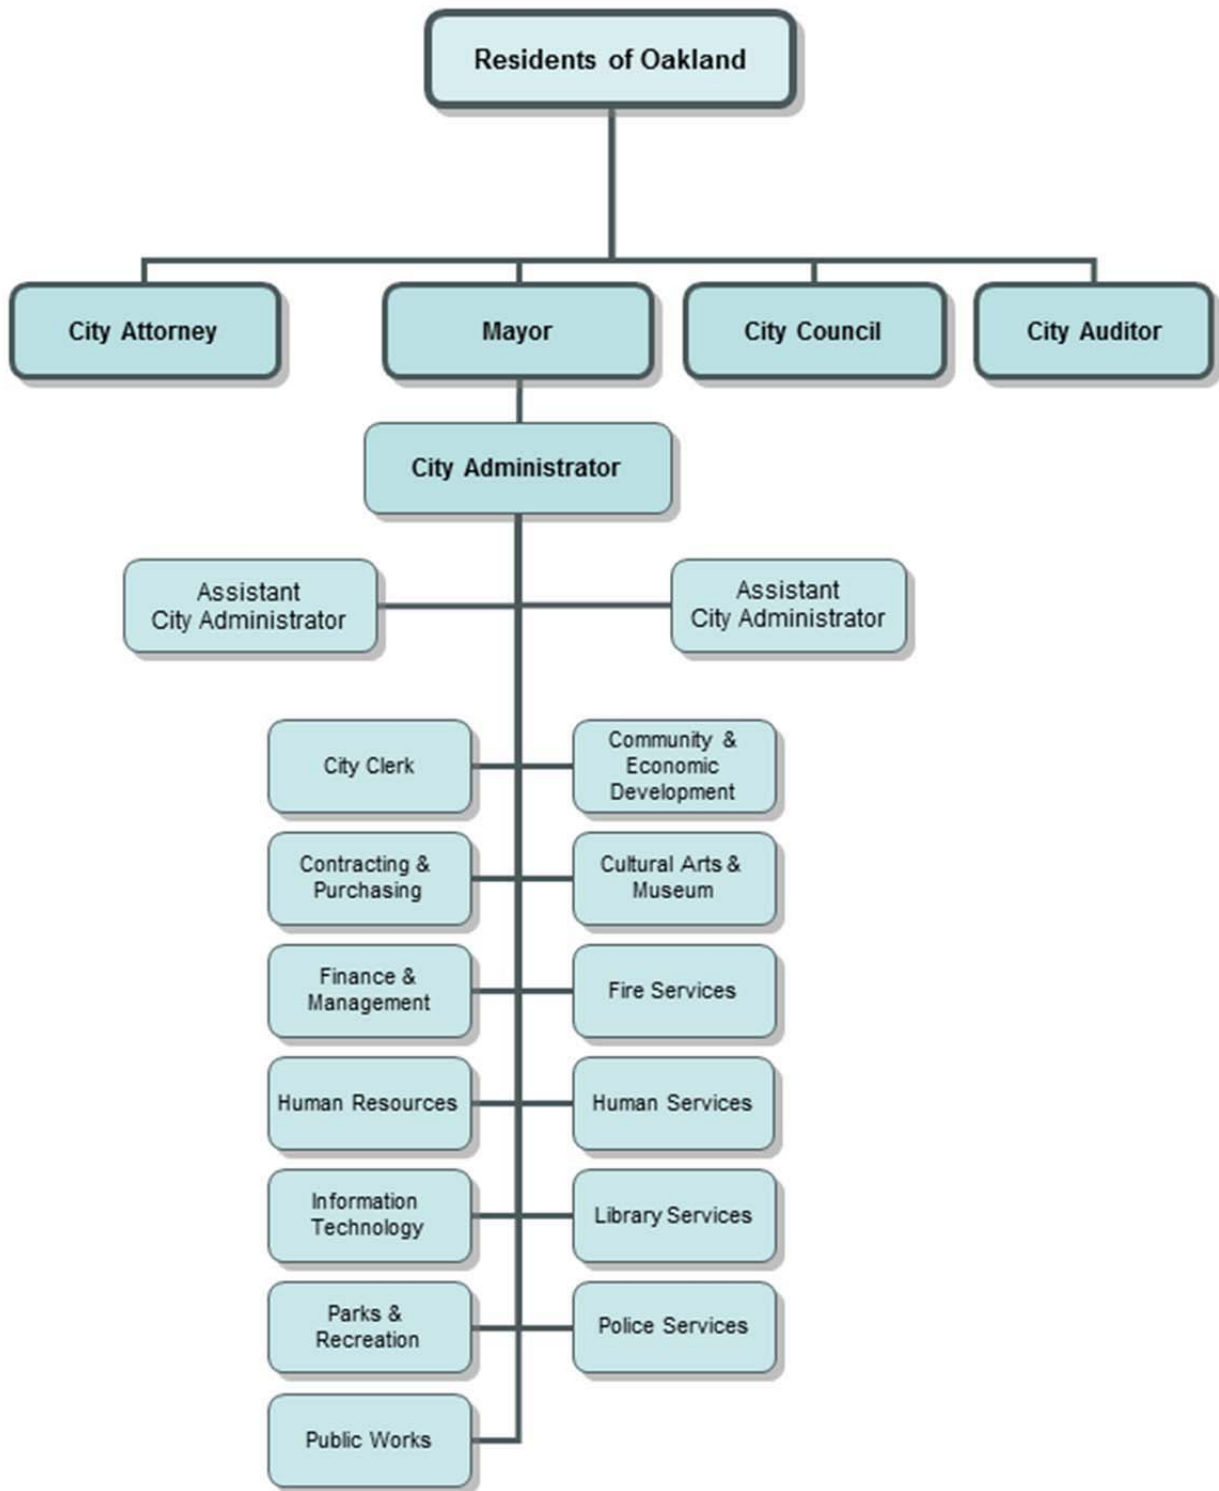 Residents of Oakland
City Attorney
Mayor
City Council
City Auditor
City Administrator
Assistant
City Administrator
Assistant
City Administrator
City Clerk
Community &
Economic
Development
Contracting &
Purchasing
Cultural Arts &
Museum
Finance &
Management
Fire Services
Human Resources
Human Services
Information
Technology
Library Services
Parks &
Recreation
Police Services
Public Works